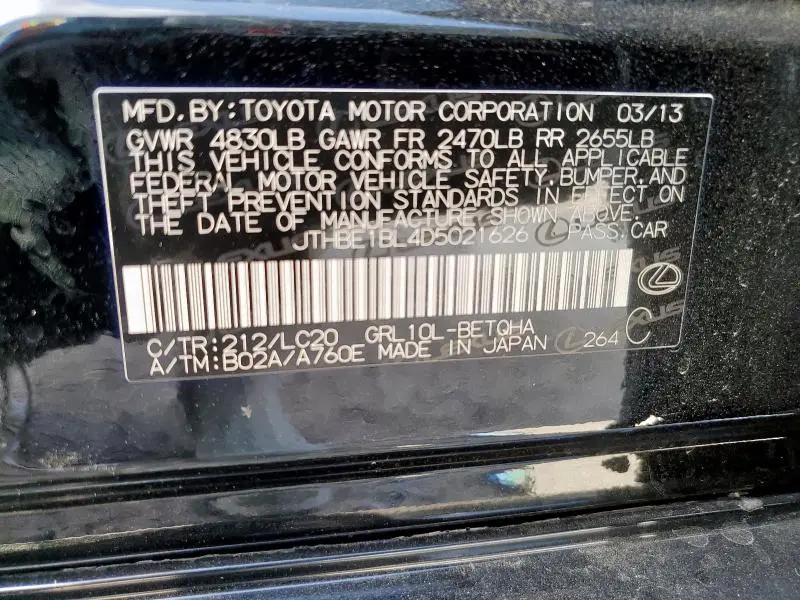 MFD.BY:TOYOTA MOTOR CORPORATION 03/13
GVWR 4830LB GAWR FR 2470LB RR 2655LB
THIS VEHICLE CONFORMS TO ALL APPLICABLE
FEDERAL MOTOR VEHICLE SAFETY,BUMPER,AND
THEFT PREVENTION STANDARDS IN EFFECT ON
THE DATE OF MANUFACTURE SHOWN ABOVE.
JTHBE1BL4D5021626 PASS.CAR
C/TR:212/LC20 GRL10L-BETQHA
A/TM:B02A/A760E MADE IN JAPAN 264